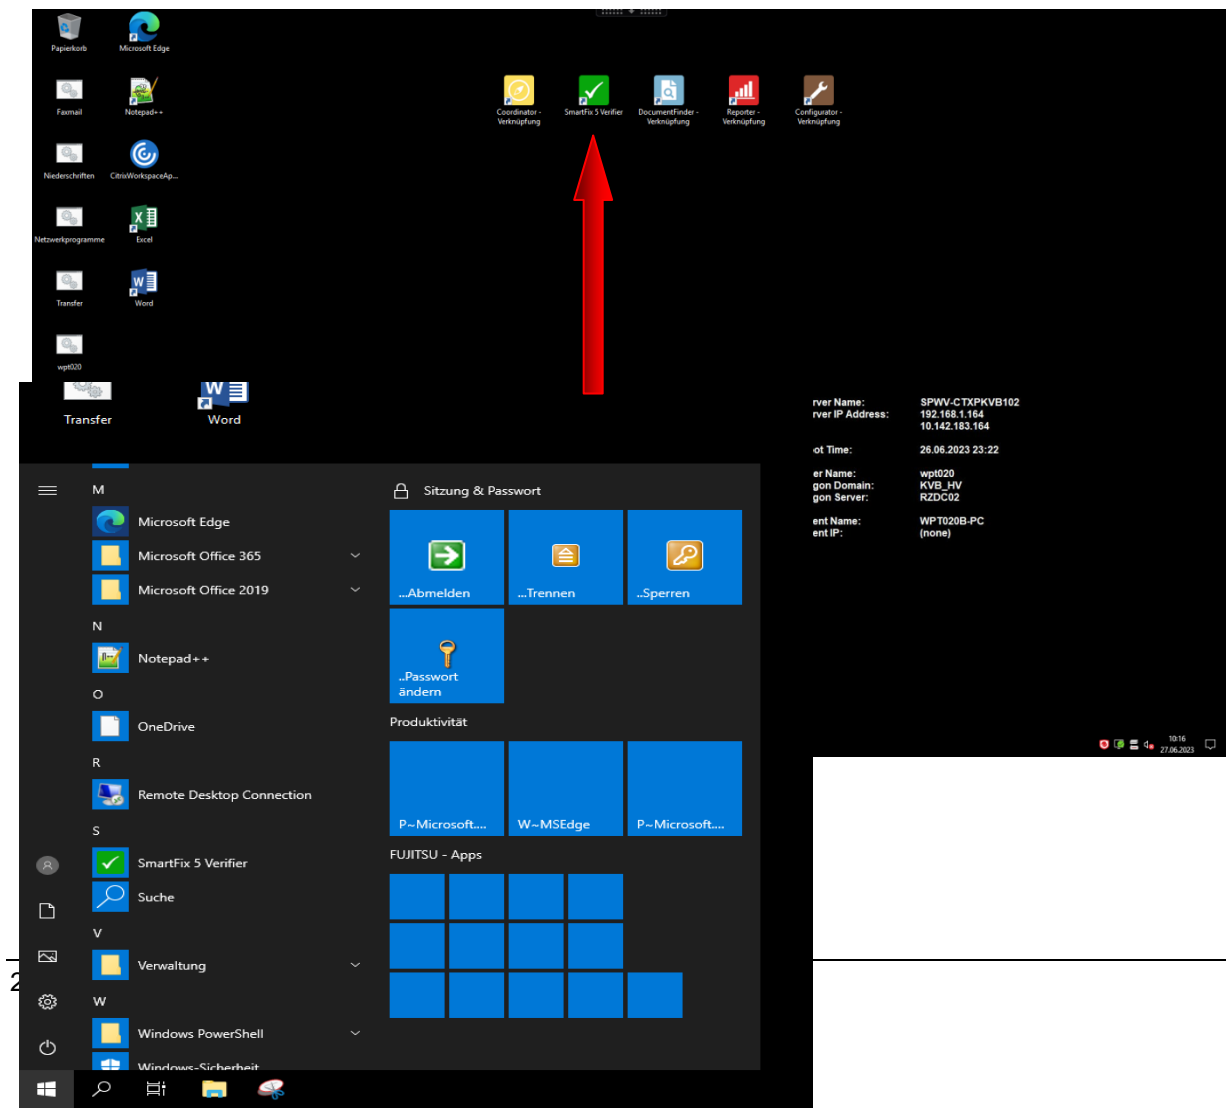 Papierkorb
Microsoft Edge
Faxmail
Notepad++
Coordinator -
Verknüpfung
SmartFix 5 Verifier
DocumentFinder -
Verknüpfung
Reporter -
Verknüpfung
Configurator -
Verknüpfung
Niederschriften
CitrixWorkspaceAp...
Netzwerkprogramme
Excel
Transfer
Word
wpt020
Transfer
Word
rver Name: SPWV-CTXPKVB102
rver IP Address: 192.168.1.164
10.142.183.164
ot Time: 26.06.2023 23:22
er Name: wpt020
gon Domain: KVB_HV
gon Server: RZDC02
ent Name: WPT020B-PC
ent IP: (none)
10:16
27.06.2023
M
Microsoft Edge
Microsoft Office 365
Microsoft Office 2019
N
Notepad++
O
OneDrive
R
Remote Desktop Connection
S
SmartFix 5 Verifier
Suche
V
Verwaltung
W
Windows PowerShell
Windows-Sicherheit
Sitzung & Passwort
...Abmelden
...Trennen
..Sperren
..Passwort
ändern
Produktivität
P~Microsoft....
W~MSEdge
P~Microsoft....
FUJITSU - Apps
2